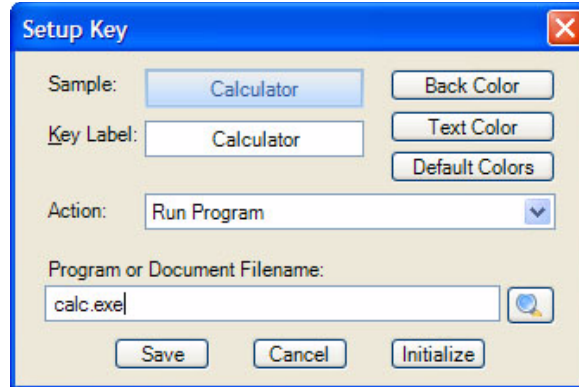 Setup Key
Sample: Calculator Back Color
Key Label: Calculator Text Color
Default Colors
Action: Run Program
Program or Document Filename:
calc.exe
Save Cancel Initialize